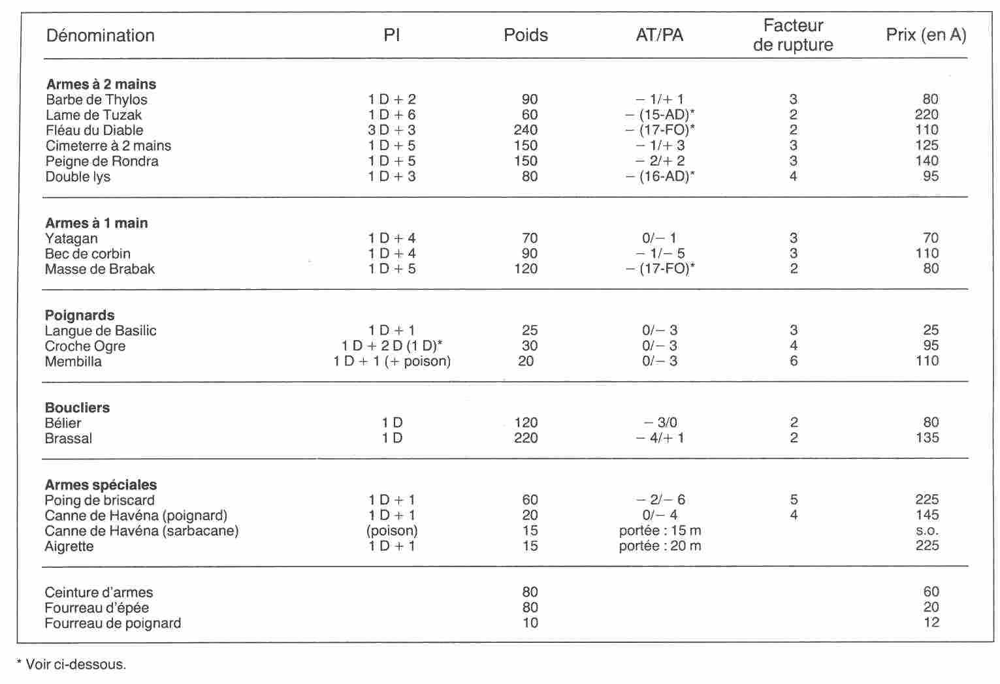 Dénomination PI Poids AT/PA Facteur de rupture Prix (en A)
Armes à 2 mains
Barbe de Thylos 1 D + 2 90 – 1/+ 1 3 80
Lame de Tuzak 1 D + 6 60 – (15-AD)* 2 220
Fléau du Diable 3 D + 3 240 – (17-FO)* 2 110
Cimeterre à 2 mains 1 D + 5 150 – 1/+ 3 3 125
Peigne de Rondra 1 D + 5 150 – 2/+ 2 3 140
Double lys 1 D + 3 80 – (16-AD)* 4 95
Armes à 1 main
Yatagan 1 D + 4 70 0/– 1 3 70
Bec de corbin 1 D + 4 90 – 1/– 5 3 110
Masse de Brabak 1 D + 5 120 – (17-FO)* 2 80
Poignards
Langue de Basilic 1 D + 1 25 0/– 3 3 25
Croche Ogre 1 D + 2 D (1 D)* 30 0/– 3 4 95
Membilla 1 D + 1 (+ poison) 20 0/– 3 6 110
Boucliers
Bélier 1 D 120 – 3/0 2 80
Brassal 1 D 220 – 4/+ 1 2 135
Armes spéciales
Poing de briscard 1 D + 1 60 – 2/– 6 5 225
Canne de Havéna (poignard) 1 D + 1 20 0/– 4 4 145
Canne de Havéna (sarbacane) (poison) 15 portée : 15 m s.o.
Aigrette 1 D + 1 15 portée : 20 m 225
Ceinture d'armes 80 60
Fourreau d'épée 80 20
Fourreau de poignard 10 12
* Voir ci-dessous.